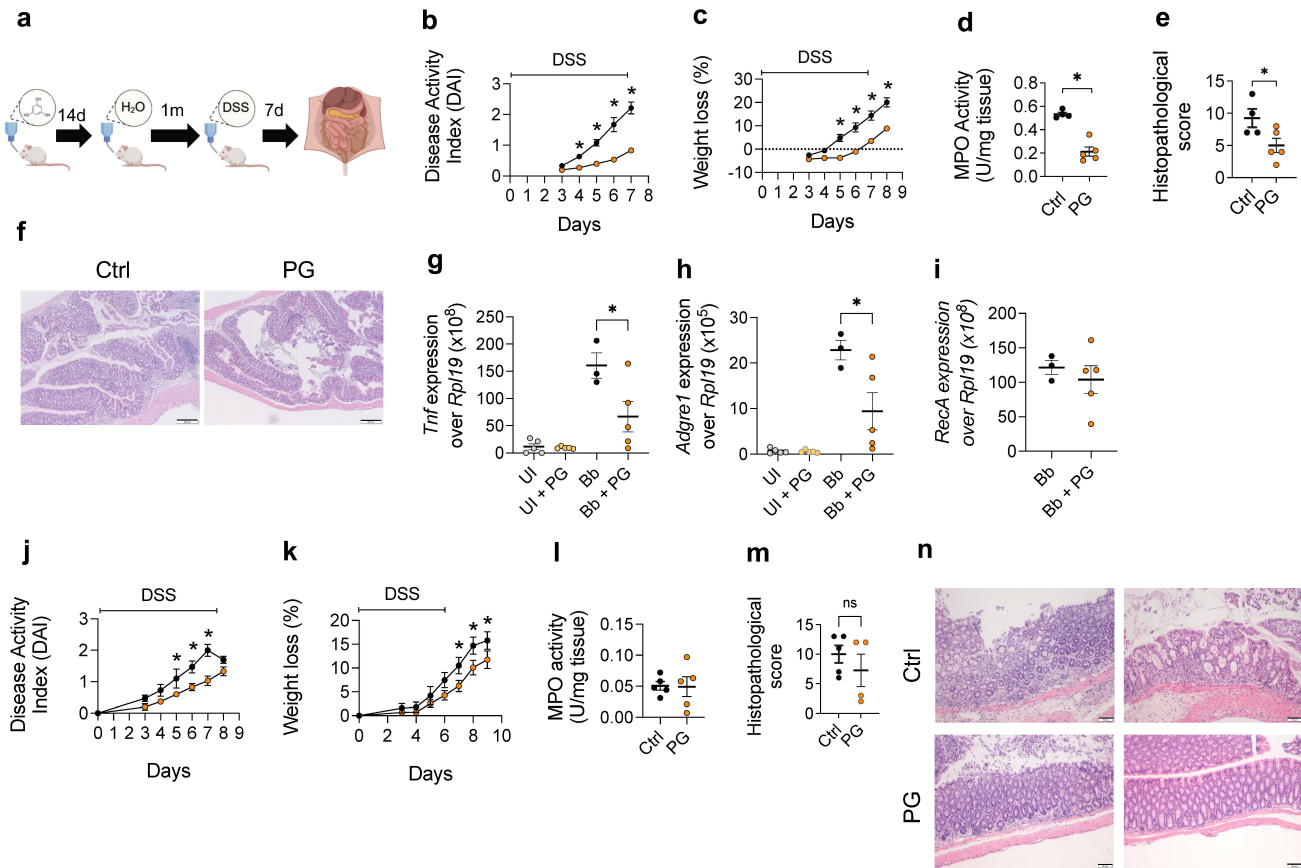 a
14d
H₂O
1m
DSS
7d
OH
HO
OH
b
DSS
Disease Activity
Index (DAI)
3
2
1
0
0 1 2 3 4 5 6 7 8
Days
* * * *
c
DSS
Weight loss (%)
30
20
10
0
-10
0 1 2 3 4 5 6 7 8 9
Days
* * * *
d
MPO Activity
(U/mg tissue)
0.8
0.6
0.4
0.2
0.0
*
Ctrl
PG
e
Histopathological
score
15
10
5
0
*
Ctrl
PG
f
Ctrl
PG
g
Tnf expression
over Rpl19 (x10⁸)
250
200
150
100
50
0
*
UI
UI + PG
Bb
Bb + PG
h
Adgre1 expression
over Rpl19 (x10⁵)
30
20
10
0
*
UI
UI + PG
Bb
Bb + PG
i
RecA expression
over Rpl19 (x10⁸)
200
150
100
50
0
Bb
Bb + PG
j
DSS
Disease Activity
Index (DAI)
3
2
1
0
0 1 2 3 4 5 6 7 8 9
Days
* * *
k
DSS
Weight loss (%)
20
15
10
5
0
0 1 2 3 4 5 6 7 8 9 10
Days
* * *
l
MPO activity
(U/mg tissue)
0.15
0.10
0.05
0.00
Ctrl
PG
m
Histopathological
score
15
10
5
0
ns
Ctrl
PG
n
Ctrl
PG